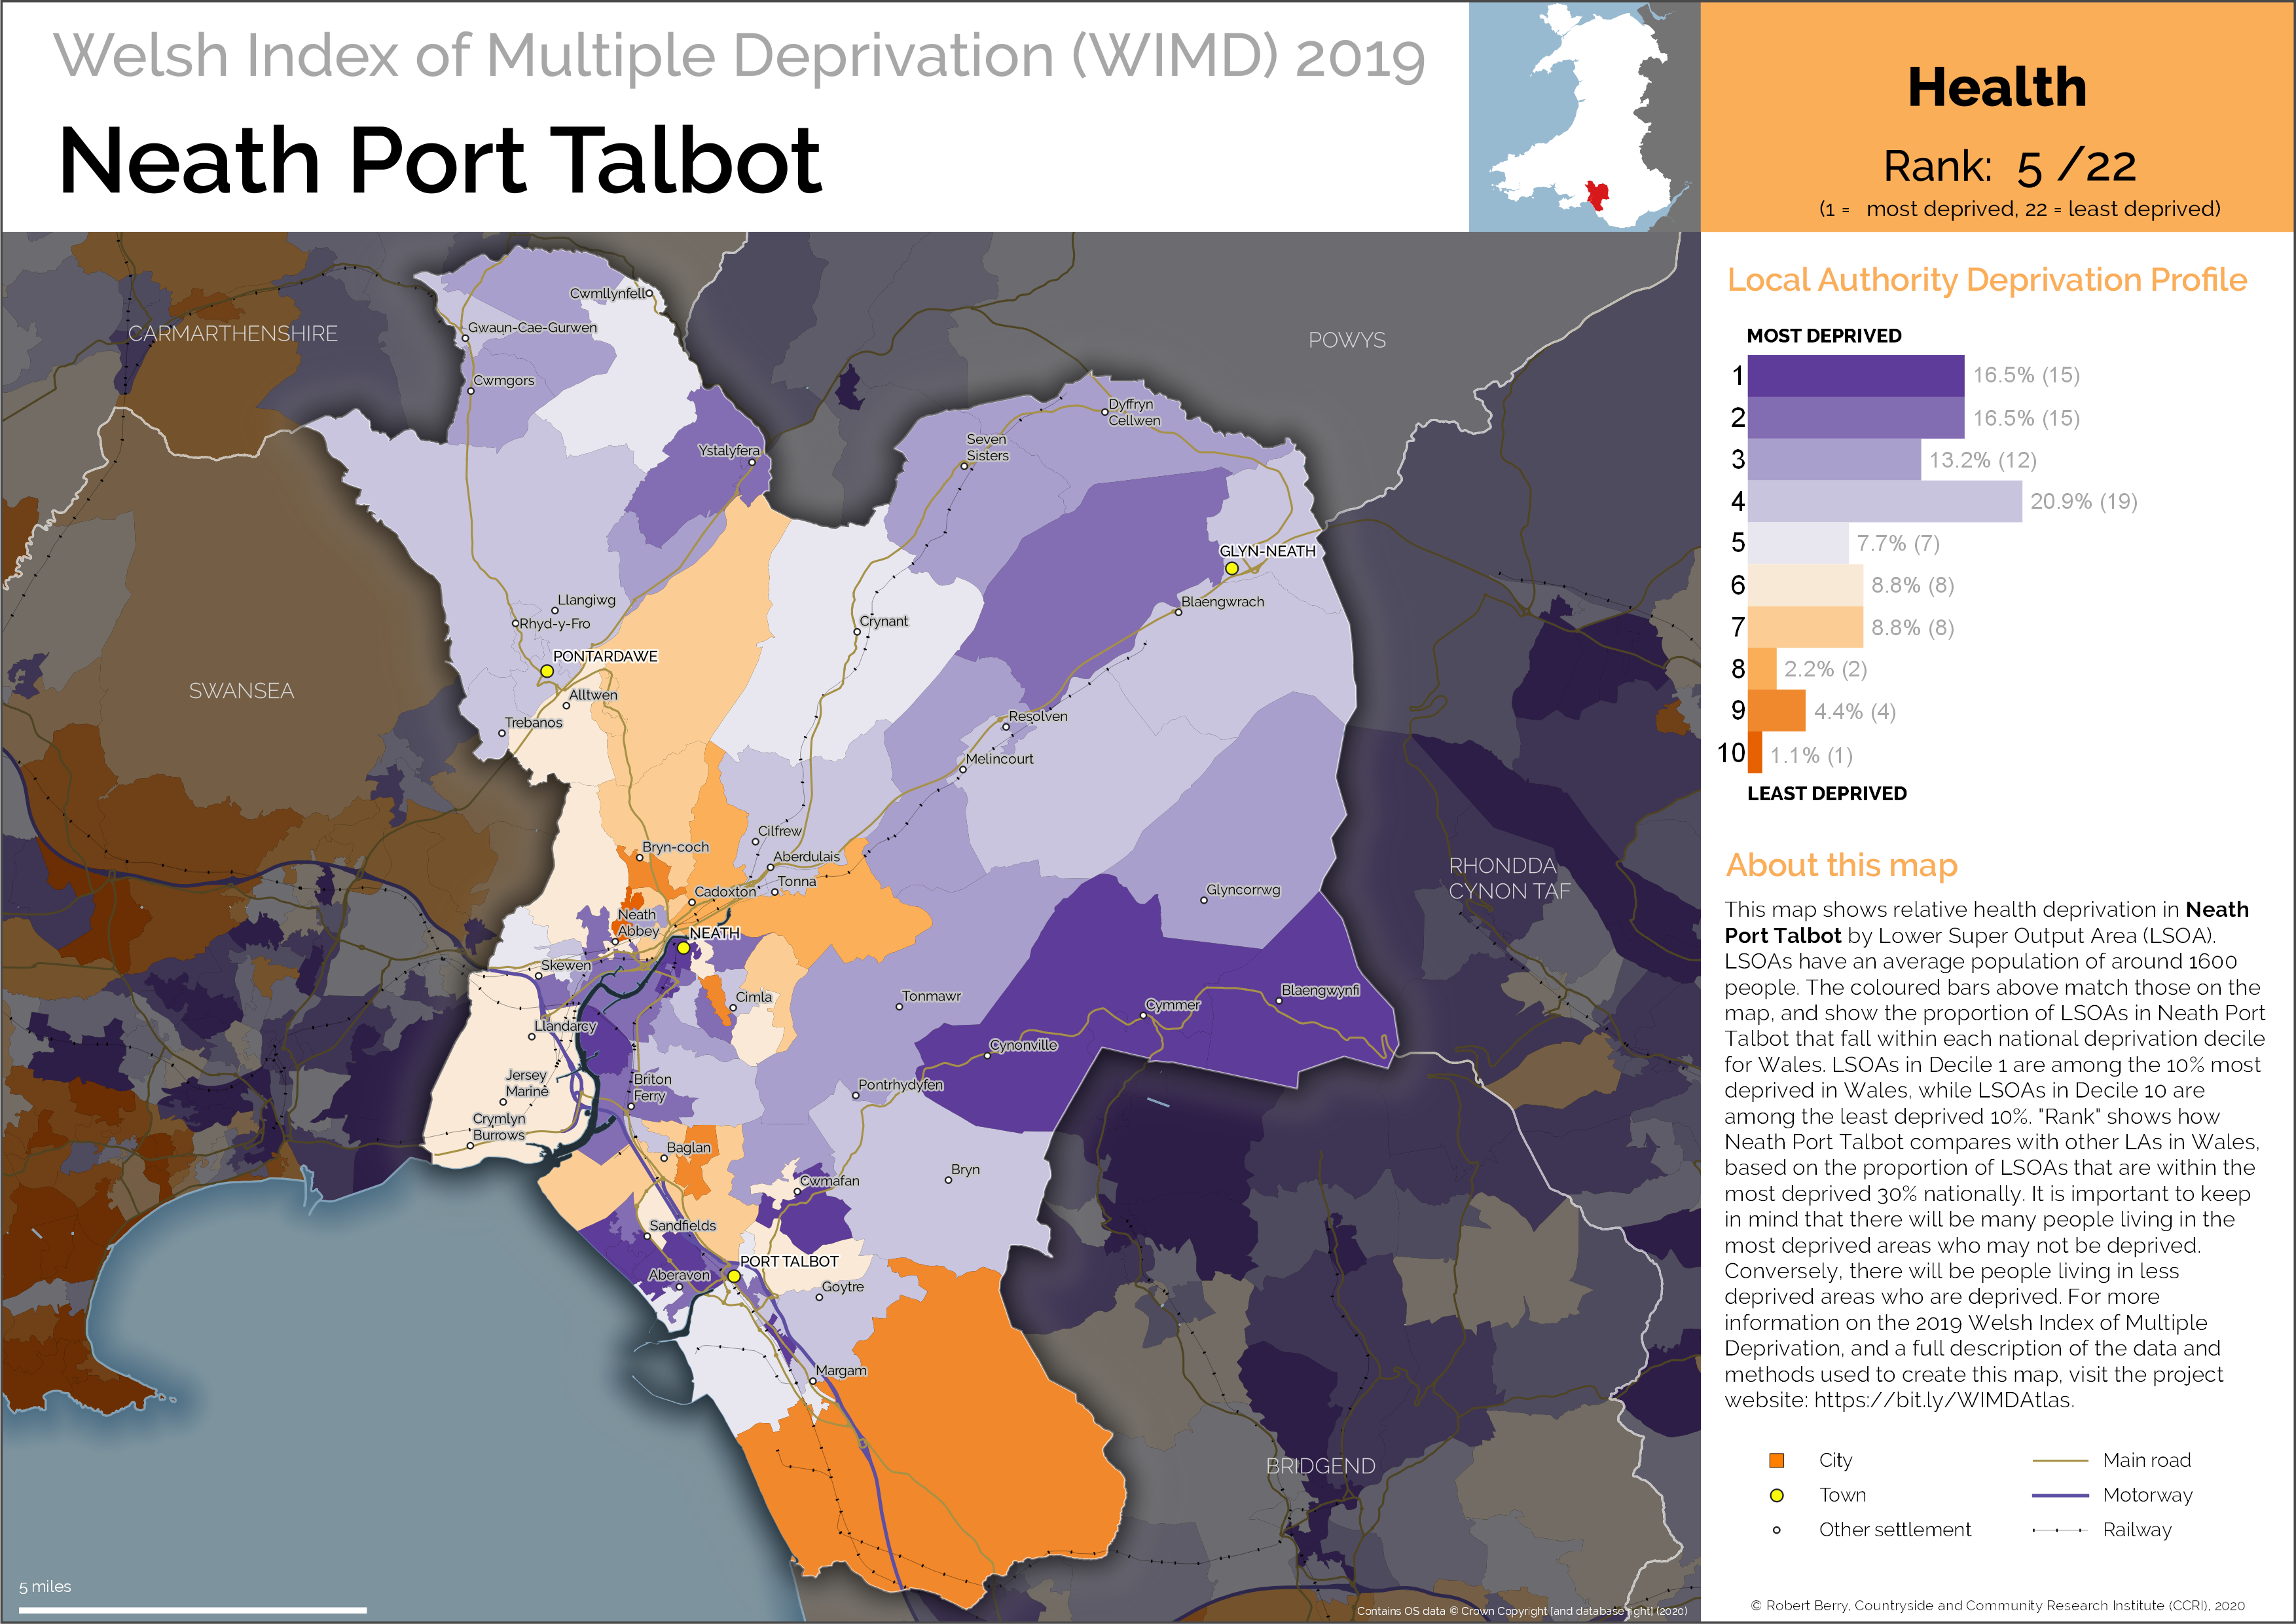 Welsh Index of Multiple Deprivation (WIMD) 2019
Neath Port Talbot
Health
Rank: 5 /22
(1 = most deprived, 22 = least deprived)
Local Authority Deprivation Profile
MOST DEPRIVED
1 16.5% (15)
2 16.5% (15)
3 13.2% (12)
4 20.9% (19)
5 7.7% (7)
6 8.8% (8)
7 8.8% (8)
8 2.2% (2)
9 4.4% (4)
10 1.1% (1)
LEAST DEPRIVED
About this map
This map shows relative health deprivation in Neath
Port Talbot by Lower Super Output Area (LSOA).
LSOAs have an average population of around 1600
people. The coloured bars above match those on the
map, and show the proportion of LSOAs in Neath Port
Talbot that fall within each national deprivation decile
for Wales. LSOAs in Decile 1 are among the 10% most
deprived in Wales, while LSOAs in Decile 10 are
among the least deprived 10%. "Rank" shows how
Neath Port Talbot compares with other LAs in Wales,
based on the proportion of LSOAs that are within the
most deprived 30% nationally. It is important to keep
in mind that there will be many people living in the
most deprived areas who may not be deprived.
Conversely, there will be people living in less
deprived areas who are deprived. For more
information on the 2019 Welsh Index of Multiple
Deprivation, and a full description of the data and
methods used to create this map, visit the project
website: https://bit.ly/WIMDAtlas.
City
Town
Other settlement
Main road
Motorway
Railway
© Robert Berry, Countryside and Community Research Institute (CCRI), 2020
CARMARTHENSHIRE
POWYS
SWANSEA
RHONDDA
CYNON TAF
BRIDGEND
Cwmllynfell
Gwaun-Cae-Gurwen
Cwmgors
Ystalyfera
Dyffryn
Cellwen
Seven
Sisters
GLYN-NEATH
Blaengwrach
Llangiwg
Rhyd-y-Fro
Crynant
PONTARDAWE
Alltwen
Trebanos
Resolven
Melincourt
Cilfrew
Bryn-coch
Aberdulais
Tonna
Cadoxton
Glyncorrwg
Neath
Abbey
NEATH
Skewen
Cimla
Tonmawr
Blaengwynfi
Cymmer
Llandarcy
Cynonville
Jersey
Marine
Briton
Ferry
Pontrhydyfen
Crymlyn
Burrows
Baglan
Bryn
Cwmafan
Sandfields
PORT TALBOT
Aberavon
Goytre
Margam
5 miles
Contains OS data © Crown Copyright [and database right] (2020)